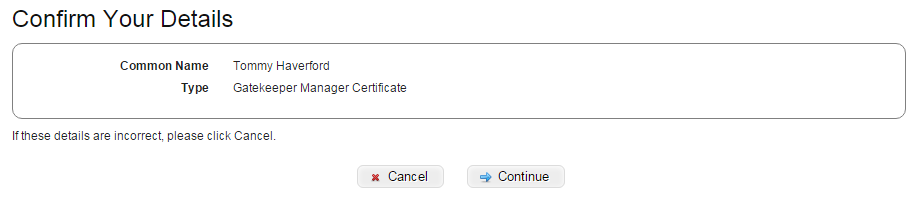 Confirm Your Details
Common Name Tommy Haverford
Type Gatekeeper Manager Certificate
If these details are incorrect, please click Cancel.
Cancel Continue